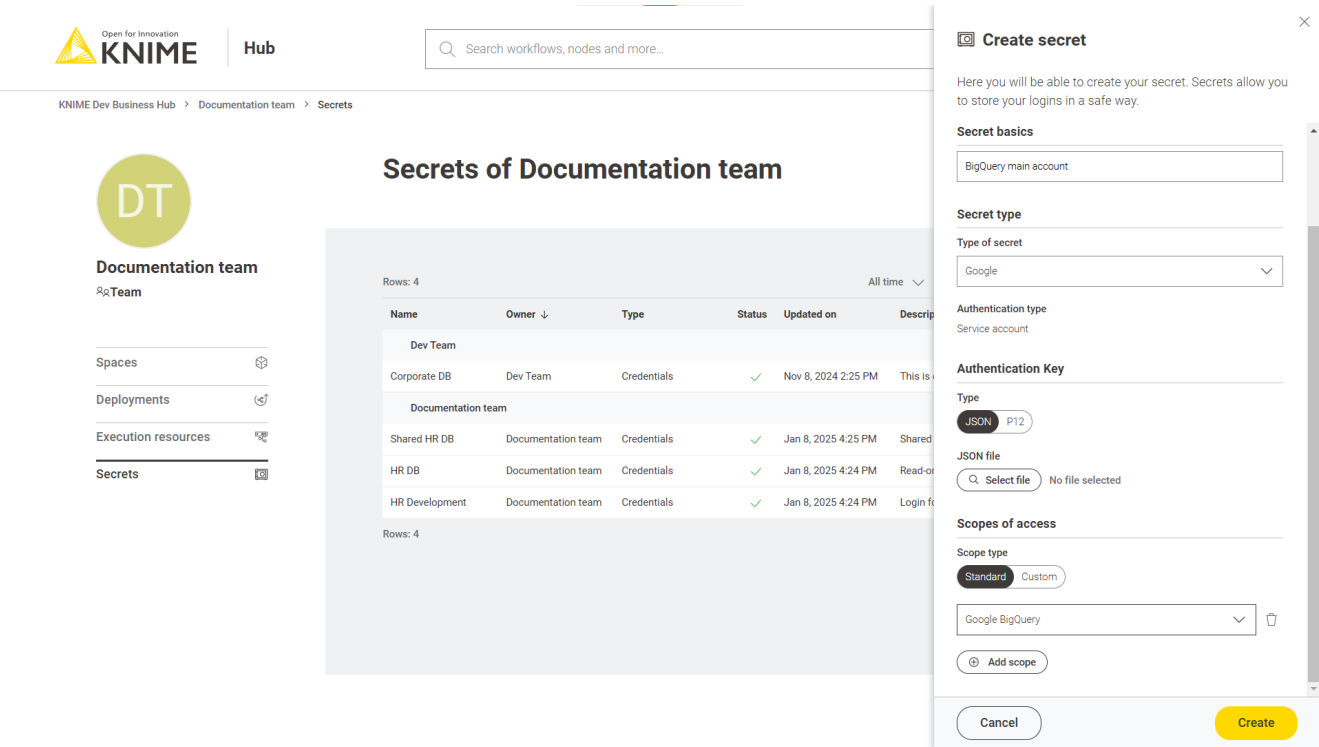 Open for Innovation
KNIME
Hub
Search workflows, nodes and more...
KNIME Dev Business Hub > Documentation team > Secrets
DT
Documentation team
Team
Spaces
Deployments
Execution resources
Secrets
Secrets of Documentation team
Rows: 4
All time
Name Owner ↓ Type Status Updated on Descrip
Dev Team
Corporate DB Dev Team Credentials Nov 8, 2024 2:25 PM This is
Documentation team
Shared HR DB Documentation team Credentials Jan 8, 2025 4:25 PM Shared
HR DB Documentation team Credentials Jan 8, 2025 4:24 PM Read-o
HR Development Documentation team Credentials Jan 8, 2025 4:24 PM Login fo
Rows: 4
Create secret
Here you will be able to create your secret. Secrets allow you
to store your logins in a safe way.
Secret basics
BigQuery main account
Secret type
Type of secret
Google
Authentication type
Service account
Authentication Key
Type
JSON P12
JSON file
Select file No file selected
Scopes of access
Scope type
Standard Custom
Google BigQuery
Add scope
Cancel Create